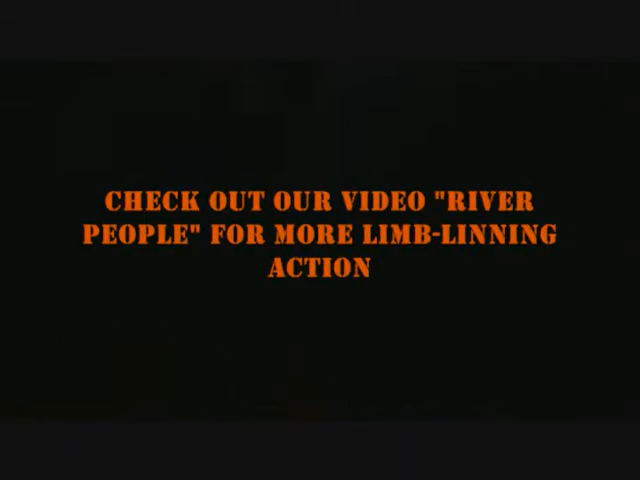 CHECK OUT OUR VIDEO "RIVER
PEOPLE" FOR MORE LIMB-LINNING
ACTION